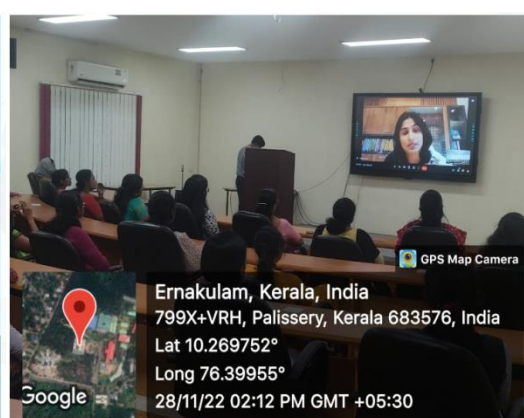 GPS Map Camera
Ernakulam, Kerala, India
799X+VRH, Palissery, Kerala 683576, India
Lat 10.269752°
Long 76.39955°
28/11/22 02:12 PM GMT +05:30
Google